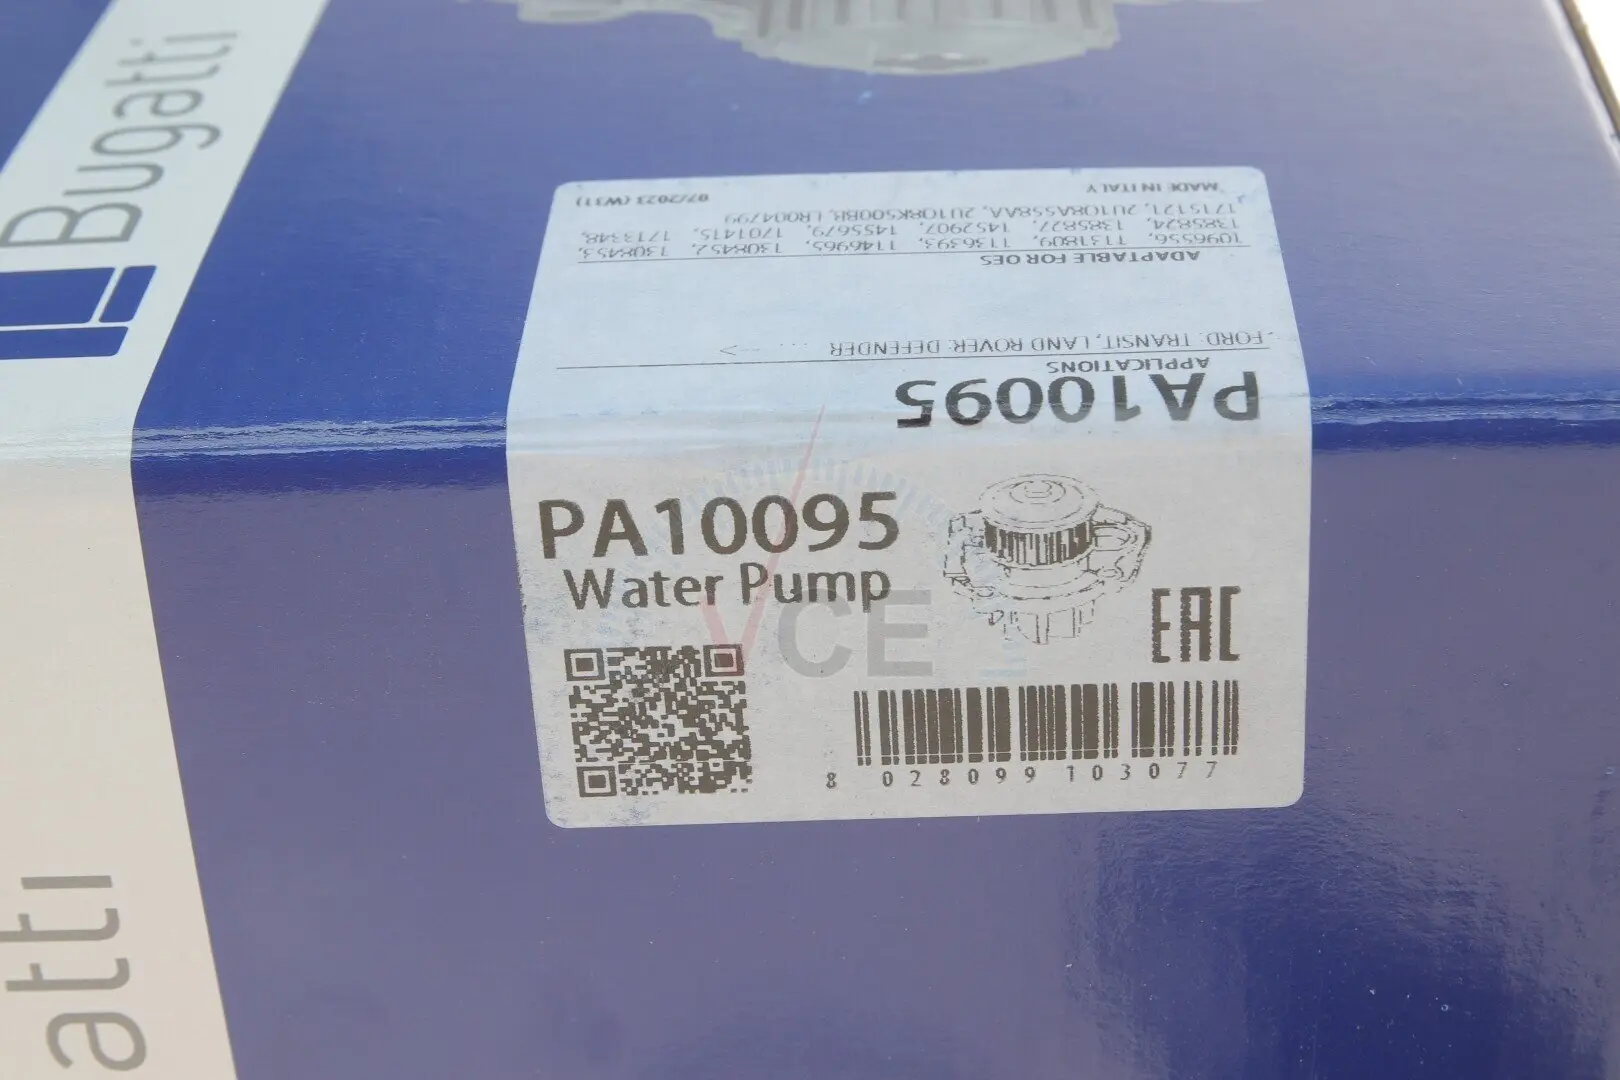 Bugatti
MADE IN ITALY 07/2023 (W31)
1715121, 2U1Q8A558AA, 2U1Q8K500BB, LR004799
1385824, 1385827, 1452907, 1455679, 1701415, 1713348,
1096556, 1131809, 1136393, 1146965, 1308452, 1308453,
ADAPTABLE FOR OES
FORD: TRANSIT, LAND ROVER: DEFENDER ... ... >
APPLICATIONS
PA10095
PA10095
Water Pump
VCE
EAC
8 028099 103077
atti